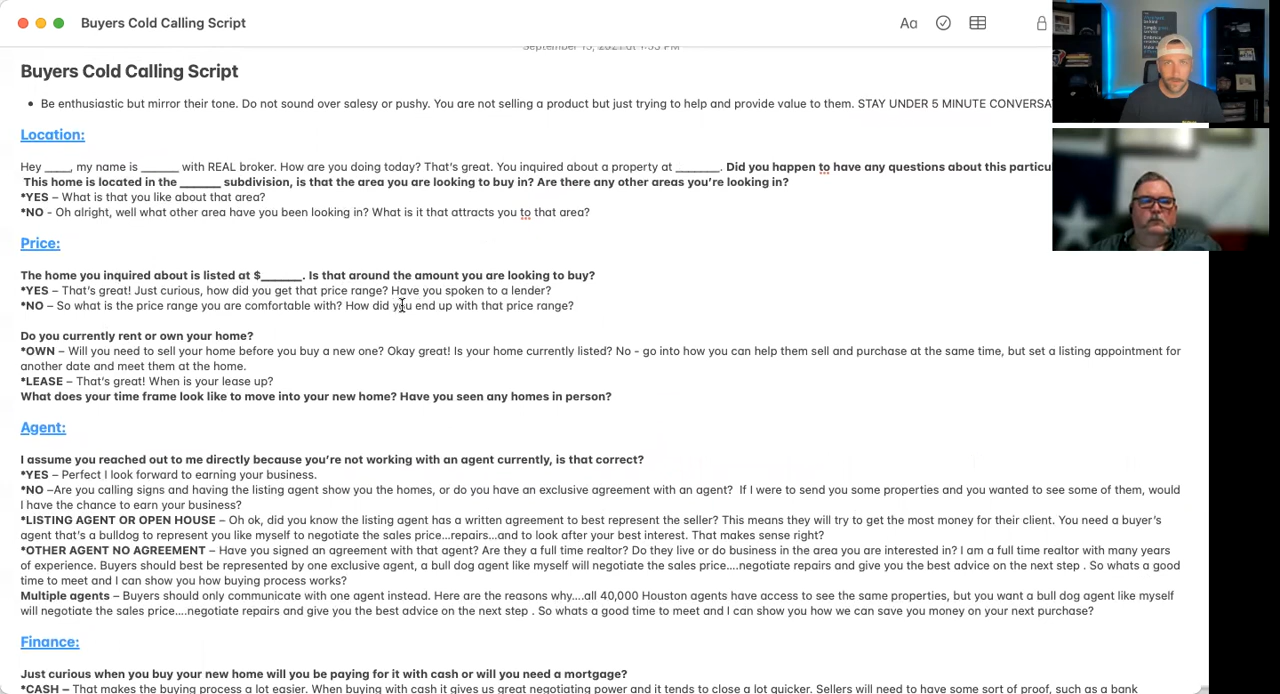 Buyers Cold Calling Script
Aa
September 15, 2021 at 1:55 PM
Buyers Cold Calling Script
• Be enthusiastic but mirror their tone. Do not sound over salesy or pushy. You are not selling a product but just trying to help and provide value to them. STAY UNDER 5 MINUTE
Location:
Hey ____, my name is ______ with REAL broker. How are you doing today? That's great. You inquired about a property at _______. Did you happen to have any questions about this
This home is located in the ______ subdivision, is that the area you are looking to buy in? Are there any other areas you're looking in?
*YES – What is that you like about that area?
*NO - Oh alright, well what other area have you been looking in? What is it that attracts you to that area?
Price:
The home you inquired about is listed at $______. Is that around the amount you are looking to buy?
*YES – That's great! Just curious, how did you get that price range? Have you spoken to a lender?
*NO – So what is the price range you are comfortable with? How did you end up with that price range?
Do you currently rent or own your home?
*OWN – Will you need to sell your home before you buy a new one? Okay great! Is your home currently listed? No - go into how you can help them sell and purchase at the same time, but set a listing appointment for
another date and meet them at the home.
*LEASE – That's great! When is your lease up?
What does your time frame look like to move into your new home? Have you seen any homes in person?
Agent:
I assume you reached out to me directly because you're not working with an agent currently, is that correct?
*YES – Perfect I look forward to earning your business.
*NO –Are you calling signs and having the listing agent show you the homes, or do you have an exclusive agreement with an agent? If I were to send you some properties and you wanted to see some of them, would
I have the chance to earn your business?
*LISTING AGENT OR OPEN HOUSE – Oh ok, did you know the listing agent has a written agreement to best represent the seller? This means they will try to get the most money for their client. You need a buyer's
agent that's a bulldog to represent you like myself to negotiate the sales price...repairs...and to look after your best interest. That makes sense right?
*OTHER AGENT NO AGREEMENT – Have you signed an agreement with that agent? Are they a full time realtor? Do they live or do business in the area you are interested in? I am a full time realtor with many years
of experience. Buyers should best be represented by one exclusive agent, a bull dog agent like myself will negotiate the sales price....negotiate repairs and give you the best advice on the next step . So whats a good
time to meet and I can show you how buying process works?
Multiple agents – Buyers should only communicate with one agent instead. Here are the reasons why....all 40,000 Houston agents have access to see the same properties, but you want a bull dog agent like myself
will negotiate the sales price....negotiate repairs and give you the best advice on the next step . So whats a good time to meet and I can show you how we can save you money on your next purchase?
Finance:
Just curious when you buy your new home will you be paying for it with cash or will you need a mortgage?
*CASH – That makes the buying process a lot easier. When buying with cash it gives us great negotiating power and it tends to close a lot quicker. Sellers will need to have some sort of proof, such as a bank